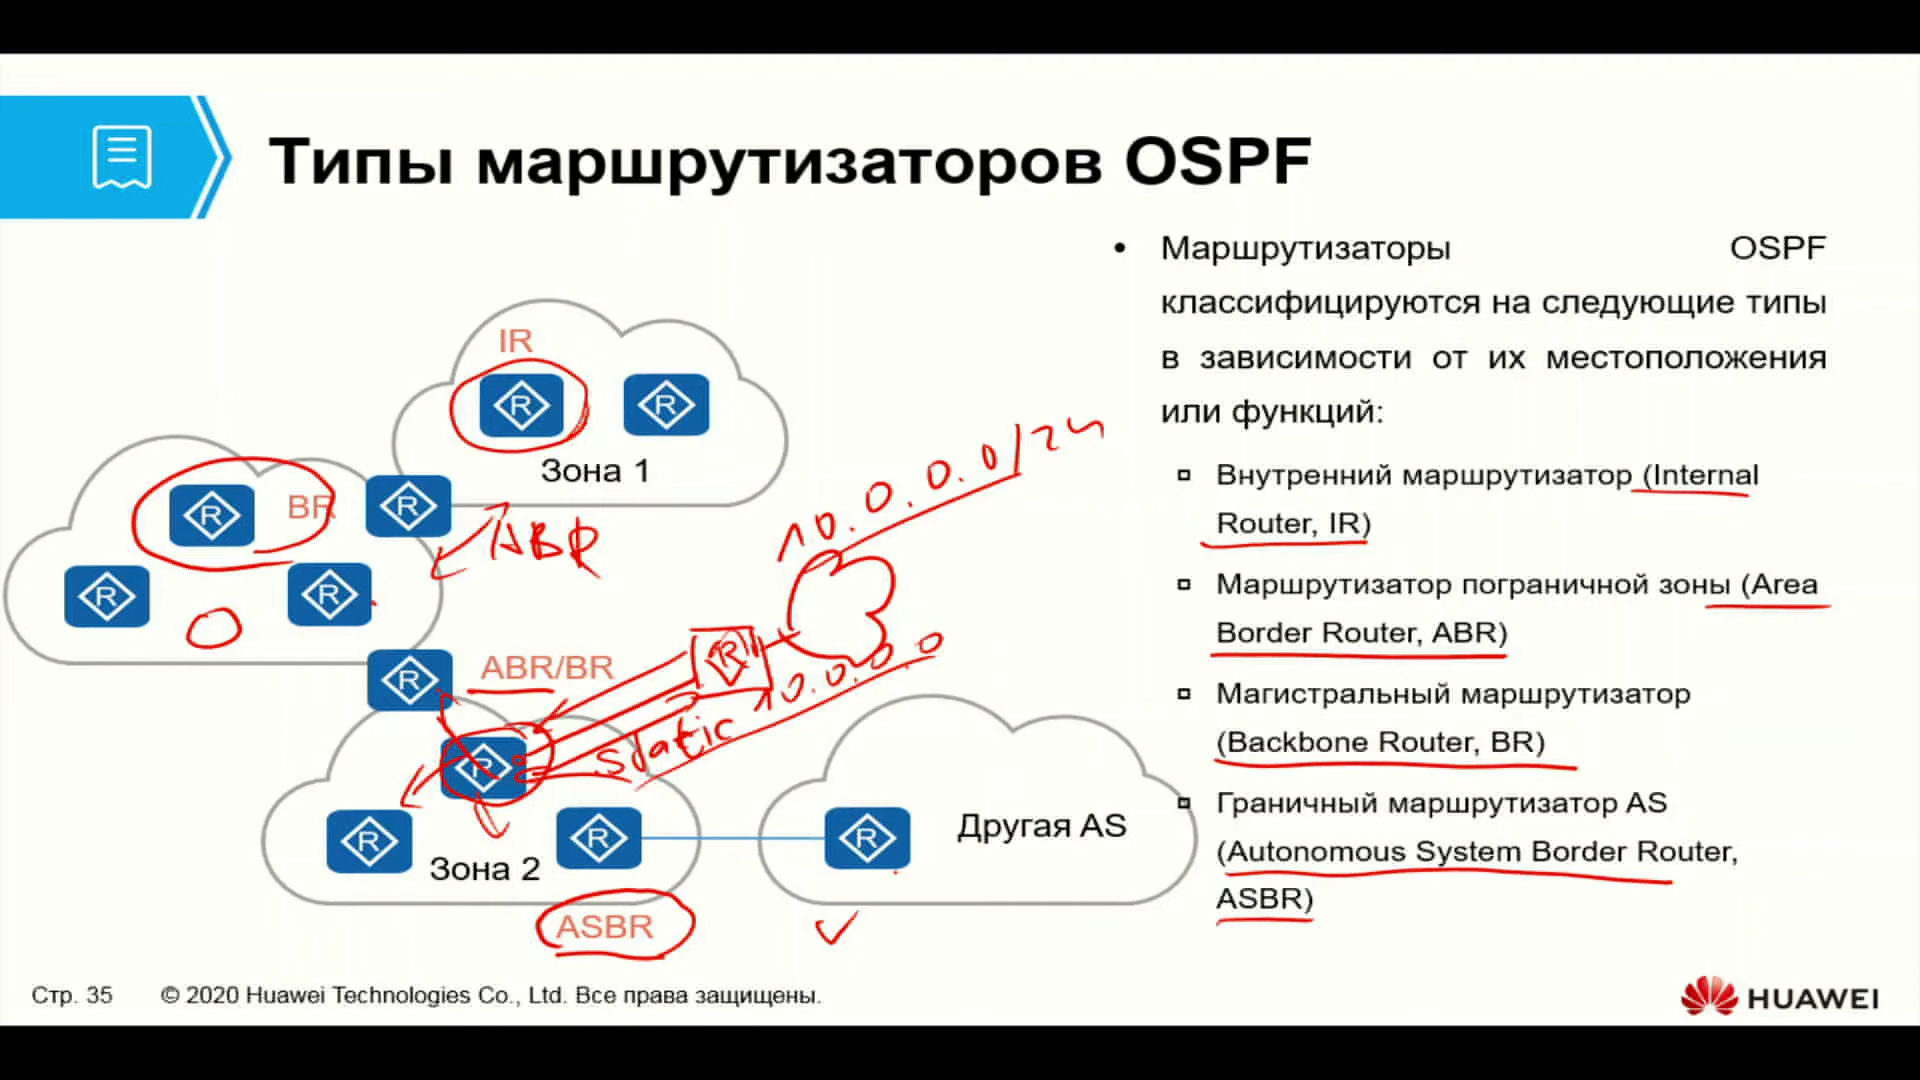 Типы маршрутизаторов OSPF
IR
R
R
Зона 1
R
BR
R
R
R
O
ABR
10.0.0.0/24
R
ABR/BR
R
R
static 10.0.0.0
R
R
Зона 2
ASBR
R
Другая AS
• Маршрутизаторы OSPF
классифицируются на следующие типы
в зависимости от их местоположения
или функций:
Внутренний маршрутизатор (Internal
Router, IR)
Маршрутизатор пограничной зоны (Area
Border Router, ABR)
Магистральный маршрутизатор
(Backbone Router, BR)
Граничный маршрутизатор AS
(Autonomous System Border Router,
ASBR)
Стр. 35 © 2020 Huawei Technologies Co., Ltd. Все права защищены.
HUAWEI